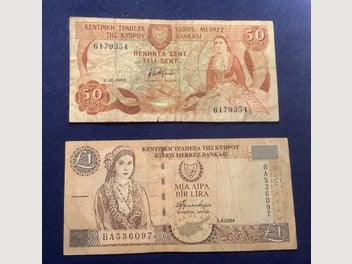 ΚΕΝΤΡΙΚΗ ΤΡΑΠΕΖΑ ΤΗΣ ΚΥΠΡΟΥ
KIBRIS MERKEZ BANKASI
50
G179354
ΠΕΝΗΝΤΑ ΣΕΝΤ
ELLİ SENT
G179354
50
SENT
ΚΕΝΤΡΙΚΗ ΤΡΑΠΕΖΑ ΤΗΣ ΚΥΠΡΟΥ
KIBRIS MERKEZ BANKASI
£1
ΜΙΑ ΛΙΡΑ
BİR LİRA
BA536097
BA536097
£1